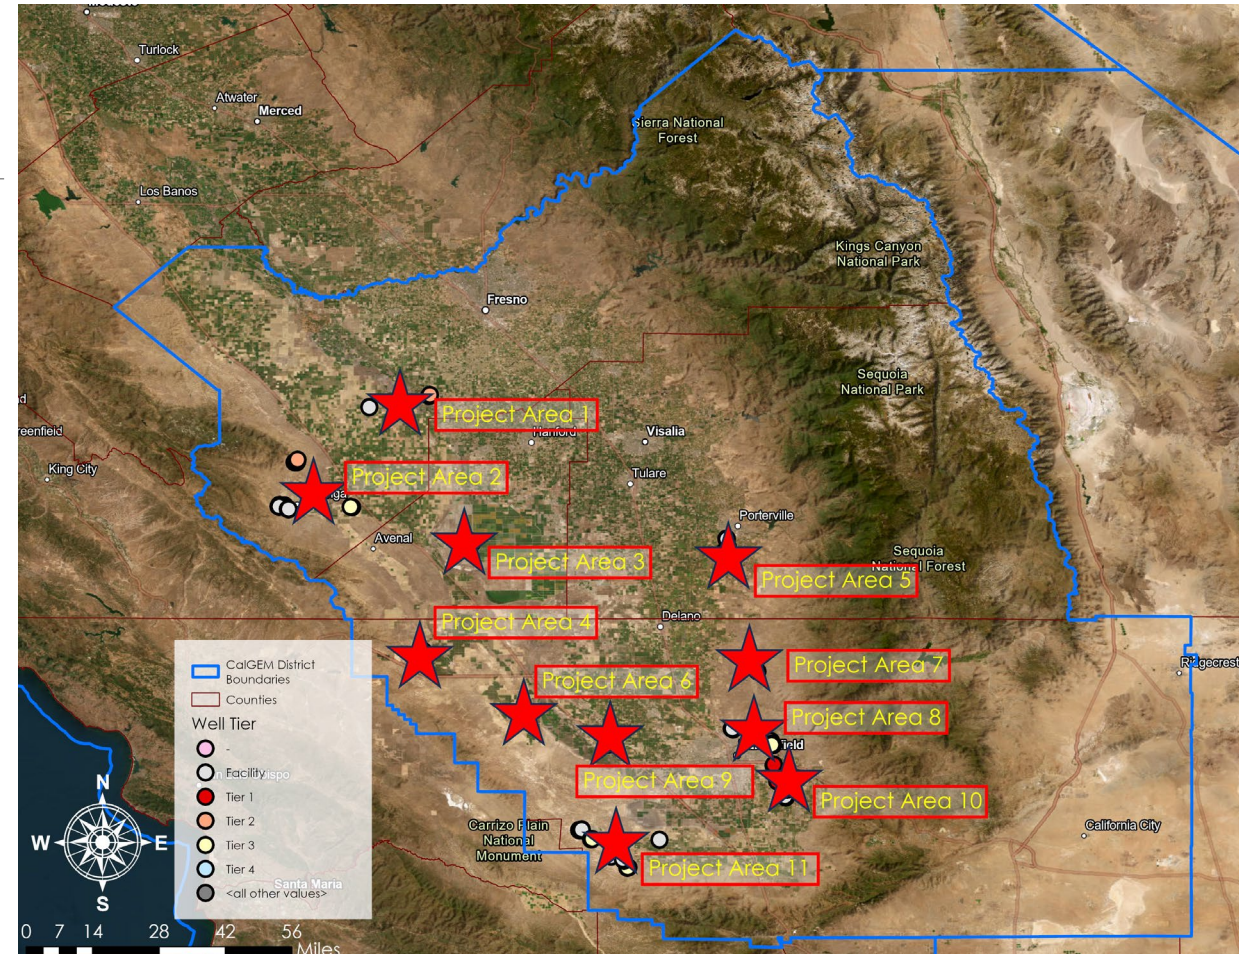 Turlock
Atwater
Merced
Sierra National
Forest
Los Banos
Kings Canyon
National Park
Fresno
Sequoia
National Park
Project Area 1
Hanford
Visalia
reenfield
King City
Project Area 2
Tulare
Avenal
Porterville
Project Area 3
Sequoia
National Forest
Project Area 5
Project Area 4
Delano
Project Area 7
Ridgecrest
Project Area 6
Project Area 8
field
Project Area 9
Project Area 10
Carrizo Plain
National
Monument
California City
Project Area 11
CalGEM District
Boundaries
Counties
Well Tier
-
Facility
Tier 1
Tier 2
Tier 3
Tier 4
<all other values>
Santa Maria
N
W
E
S
0 7 14 28 42 56
Miles